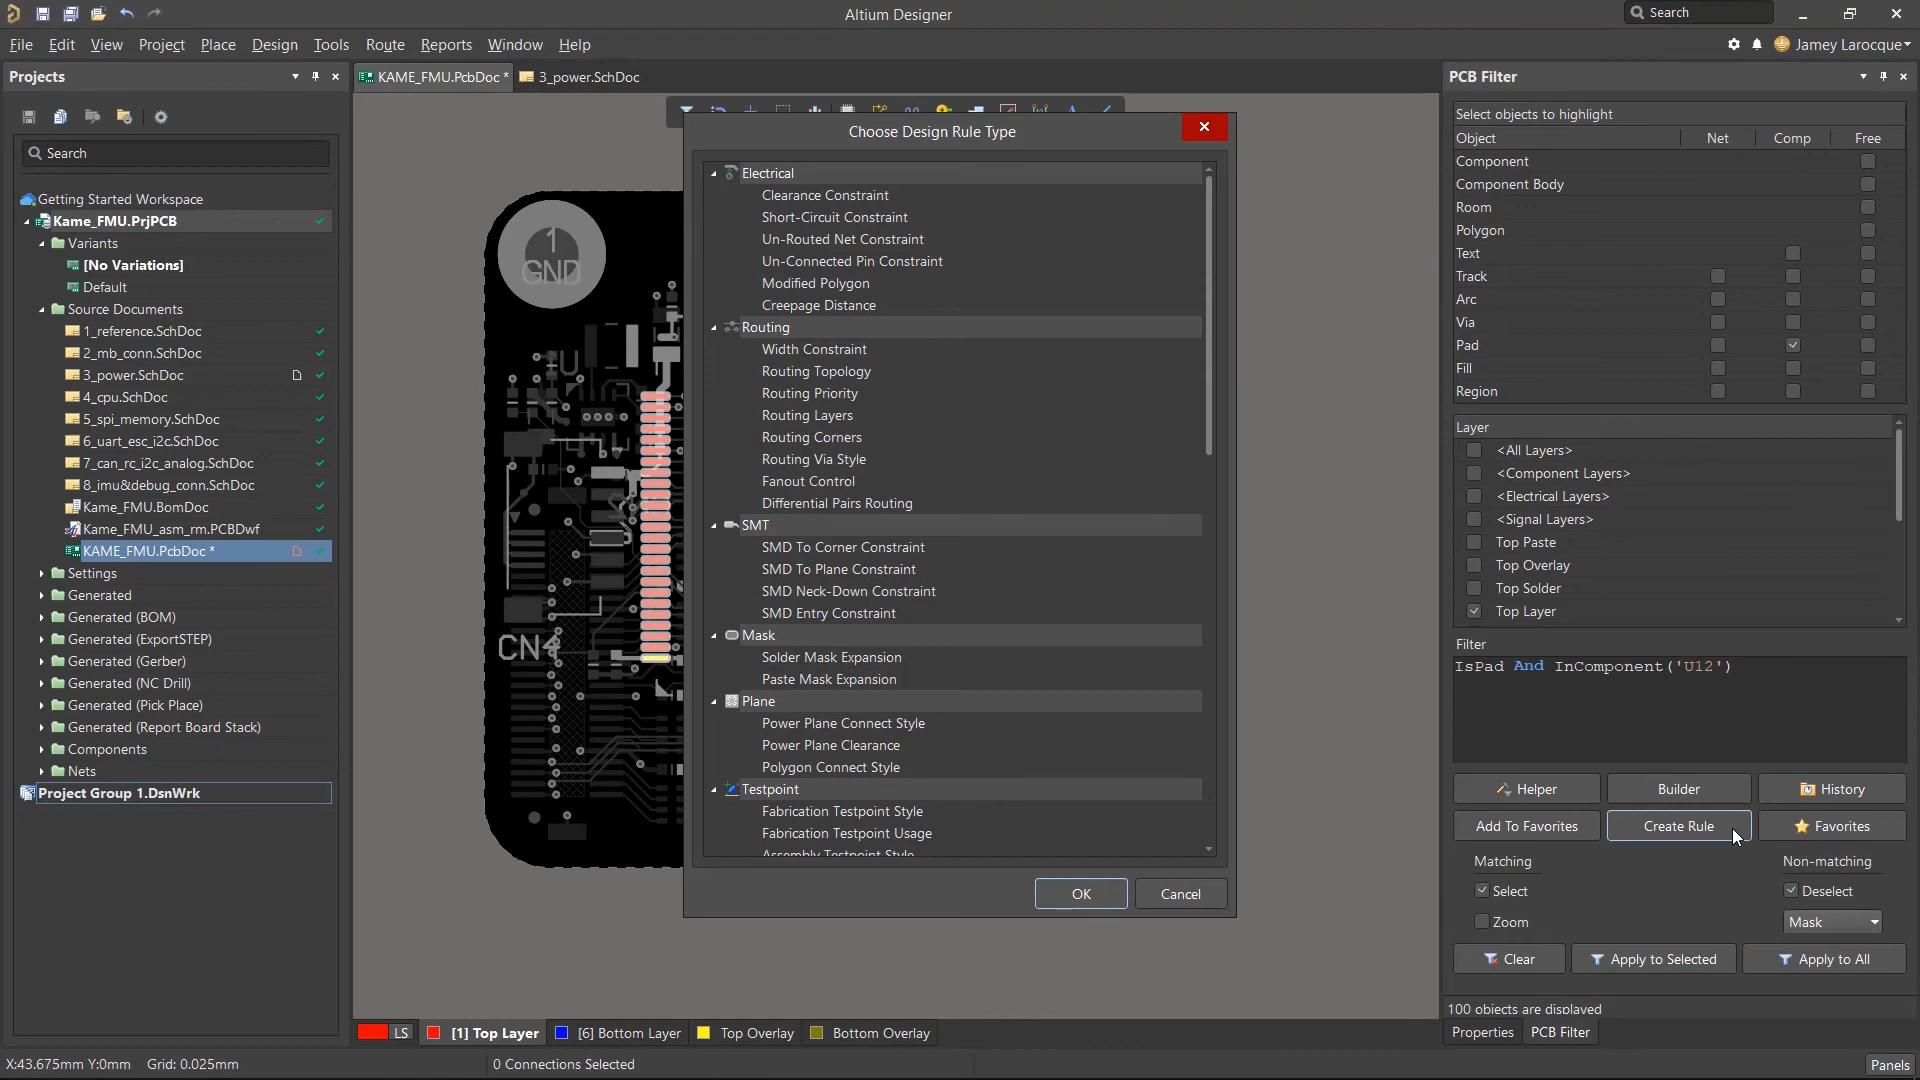 Altium Designer
Search
File Edit View Project Place Design Tools Route Reports Window Help
Jamey Larocque
Projects
KAME_FMU.PcbDoc *
3_power.SchDoc
PCB Filter
Search
Getting Started Workspace
Kame_FMU.PrjPCB
Variants
[No Variations]
Default
Source Documents
1_reference.SchDoc
2_mb_conn.SchDoc
3_power.SchDoc
4_cpu.SchDoc
5_spi_memory.SchDoc
6_uart_esc_i2c.SchDoc
7_can_rc_i2c_analog.SchDoc
8_imu&debug_conn.SchDoc
Kame_FMU.BomDoc
Kame_FMU_asm_rm.PCBDwf
KAME_FMU.PcbDoc *
Settings
Generated
Generated (BOM)
Generated (ExportSTEP)
Generated (Gerber)
Generated (NC Drill)
Generated (Pick Place)
Generated (Report Board Stack)
Components
Nets
Project Group 1.DsnWrk
1
GND
CN4
Choose Design Rule Type
Electrical
Clearance Constraint
Short-Circuit Constraint
Un-Routed Net Constraint
Un-Connected Pin Constraint
Modified Polygon
Creepage Distance
Routing
Width Constraint
Routing Topology
Routing Priority
Routing Layers
Routing Corners
Routing Via Style
Fanout Control
Differential Pairs Routing
SMT
SMD To Corner Constraint
SMD To Plane Constraint
SMD Neck-Down Constraint
SMD Entry Constraint
Mask
Solder Mask Expansion
Paste Mask Expansion
Plane
Power Plane Connect Style
Power Plane Clearance
Polygon Connect Style
Testpoint
Fabrication Testpoint Style
Fabrication Testpoint Usage
Assembly Testpoint Style
OK Cancel
Select objects to highlight
Object Net Comp Free
Component
Component Body
Room
Polygon
Text
Track
Arc
Via
Pad
Fill
Region
Layer
<All Layers>
<Component Layers>
<Electrical Layers>
<Signal Layers>
Top Paste
Top Overlay
Top Solder
Top Layer
Filter
IsPad And InComponent('U12')
Helper Builder History
Add To Favorites Create Rule Favorites
Matching Non-matching
Select Deselect
Zoom Mask
Clear Apply to Selected Apply to All
100 objects are displayed
Properties PCB Filter
LS [1] Top Layer [6] Bottom Layer Top Overlay Bottom Overlay
X:43.675mm Y:0mm Grid: 0.025mm 0 Connections Selected Panels